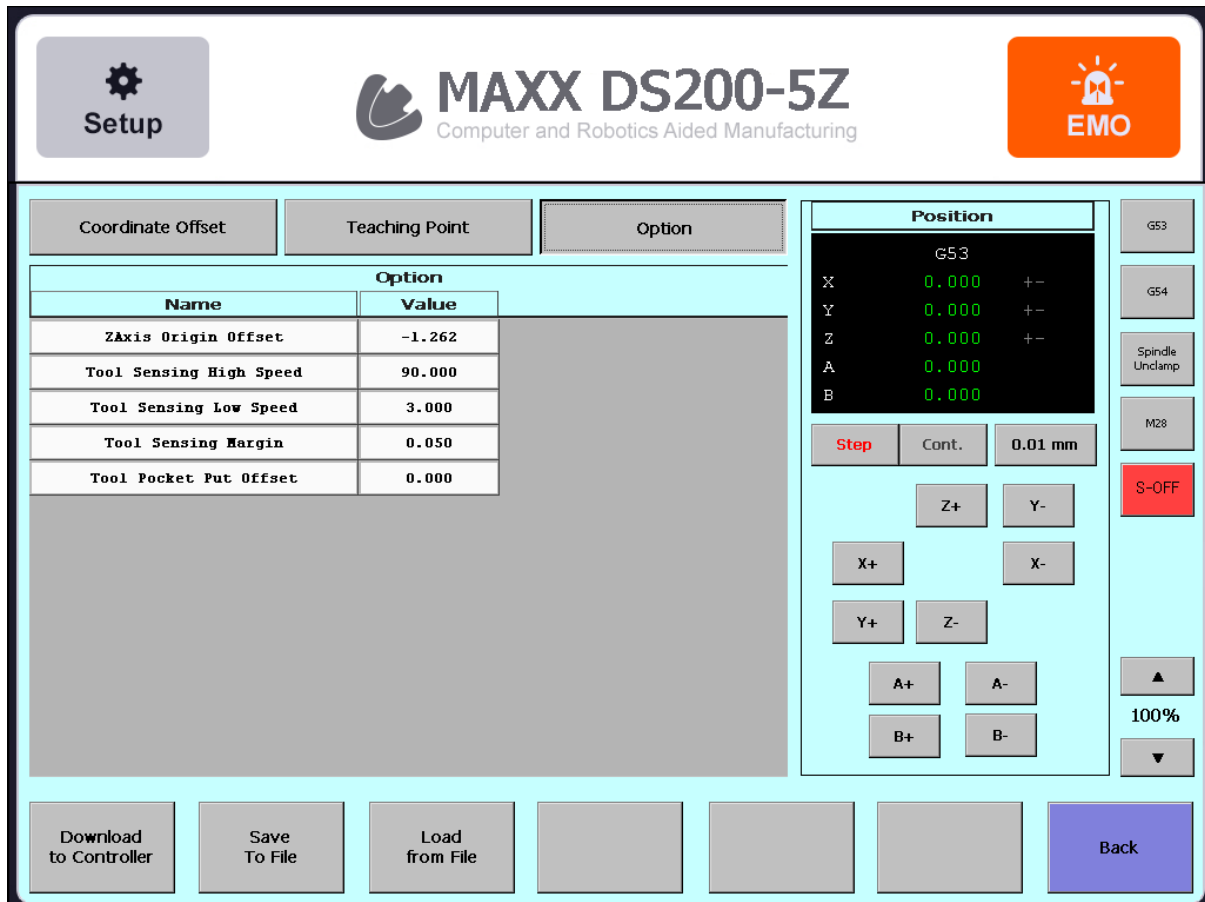 Setup
MAXX DS200-5Z
Computer and Robotics Aided Manufacturing
EMO
Coordinate Offset
Teaching Point
Option
Option
Name Value
ZAxis Origin Offset -1.262
Tool Sensing High Speed 90.000
Tool Sensing Low Speed 3.000
Tool Sensing Margin 0.050
Tool Pocket Put Offset 0.000
Position
G53
X 0.000 +-
Y 0.000 +-
Z 0.000 +-
A 0.000
B 0.000
Step Cont. 0.01 mm
Z+ Y-
X+ X-
Y+ Z-
A+ A-
B+ B-
G53
G54
Spindle
Unclamp
M28
S-OFF
▲
100%
▼
Download
to Controller
Save
To File
Load
from File
Back